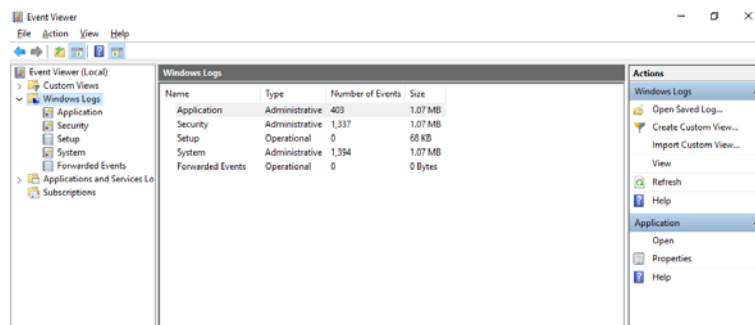 Event Viewer
File Action View Help
Event Viewer (Local)
Custom Views
Windows Logs
Application
Security
Setup
System
Forwarded Events
Applications and Services Lo
Subscriptions
Windows Logs
Name Type Number of Events Size
Application Administrative 403 1.07 MB
Security Administrative 1,337 1.07 MB
Setup Operational 0 68 KB
System Administrative 1,394 1.07 MB
Forwarded Events Operational 0 0 Bytes
Actions
Windows Logs
Open Saved Log...
Create Custom View...
Import Custom View...
View
Refresh
Help
Application
Open
Properties
Help